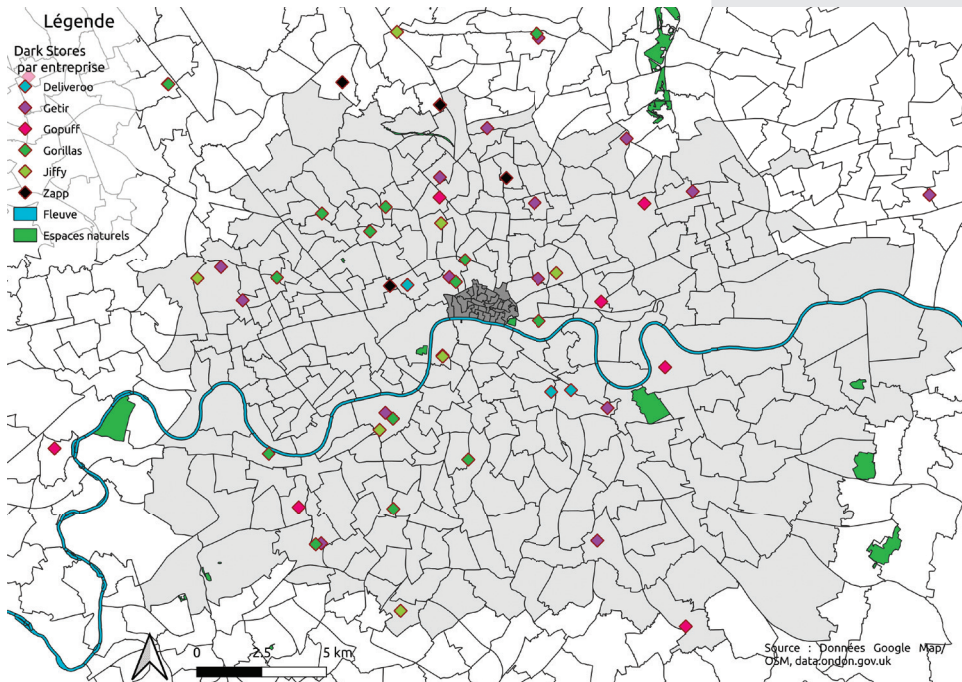 Légende
Dark Stores
par entreprise
Deliveroo
Getir
Gopuff
Gorillas
Jiffy
Zapp
Fleuve
Espaces naturels
0 2.5 5 km
Source : Données Google Map/
OSM, data.ondon.gov.uk